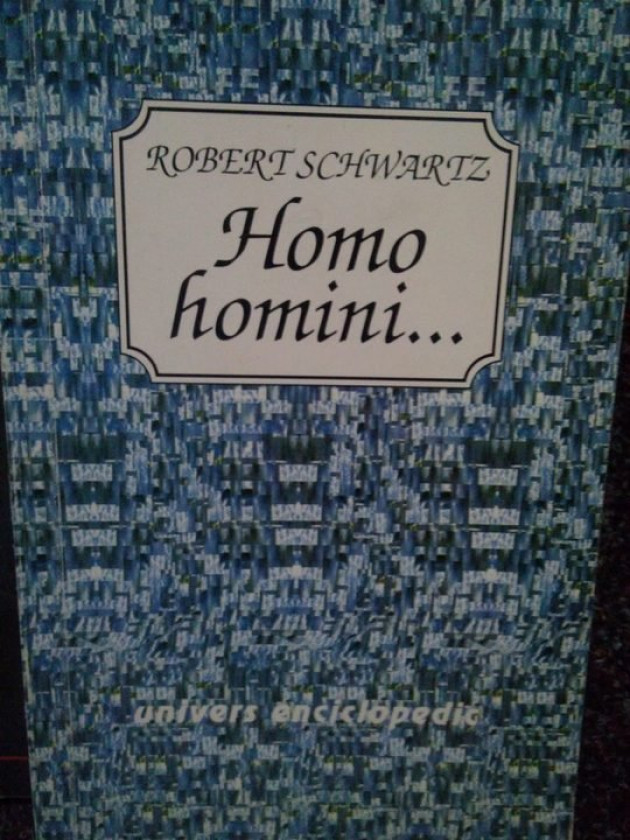 ROBERT SCHWARTZ
Homo
homini...
univers enciclopedic